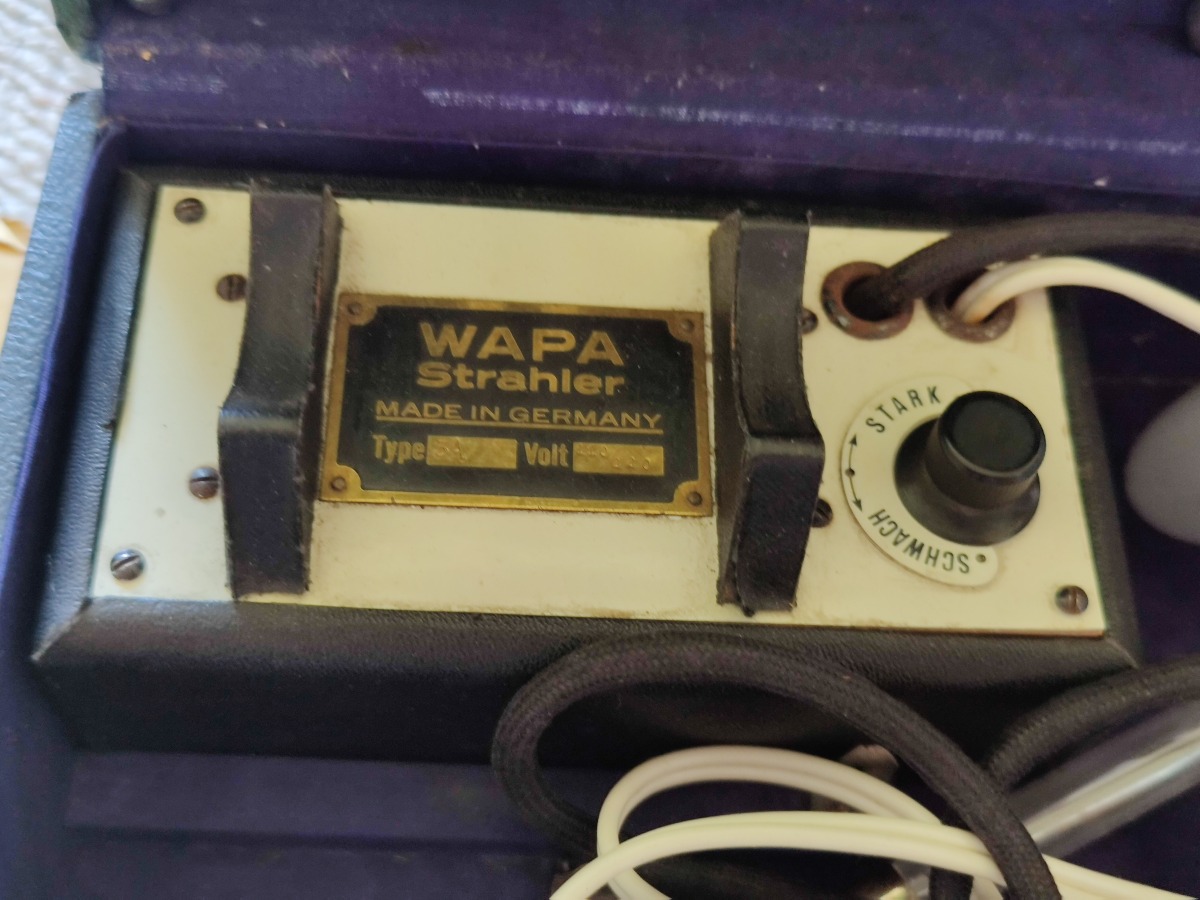 WAPA
Strahler
MADE IN GERMANY
Type Volt
STARK
SCHWACH